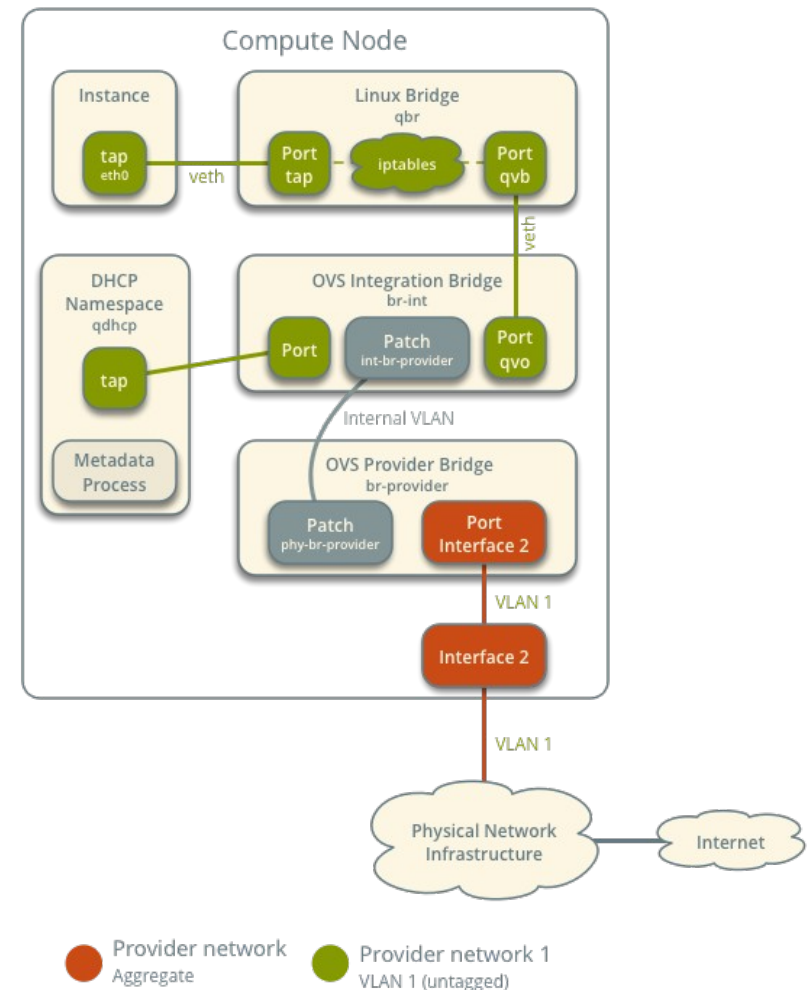 Compute Node
Instance
tap
eth0
veth
Linux Bridge
qbr
Port
tap
iptables
Port
qvb
veth
DHCP
Namespace
qdhcp
tap
Metadata
Process
OVS Integration Bridge
br-int
Port
Patch
int-br-provider
Port
qvo
Internal VLAN
OVS Provider Bridge
br-provider
Patch
phy-br-provider
Port
Interface 2
VLAN 1
Interface 2
VLAN 1
Physical Network
Infrastructure
Internet
Provider network
Aggregate
Provider network 1
VLAN 1 (untagged)